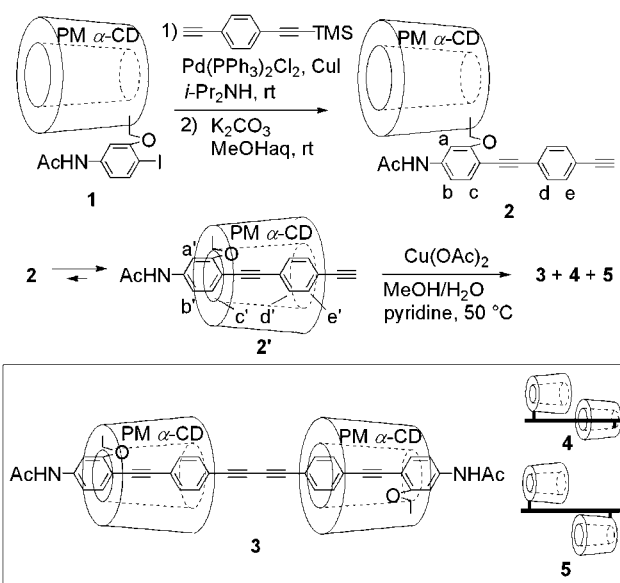 PM α-CD
1) TMS
Pd(PPh3)2Cl2, CuI
i-Pr2NH, rt
2) K2CO3
MeOHaq, rt
O
AcHN I
1
PM α-CD
a O
AcHN
b c d e
2
2
PM α-CD
a' O
AcHN
b' c' d' e'
2'
Cu(OAc)2
MeOH/H2O
pyridine, 50 °C
3 + 4 + 5
PM α-CD PM α-CD
O
AcHN NHAc
O
3
4
5